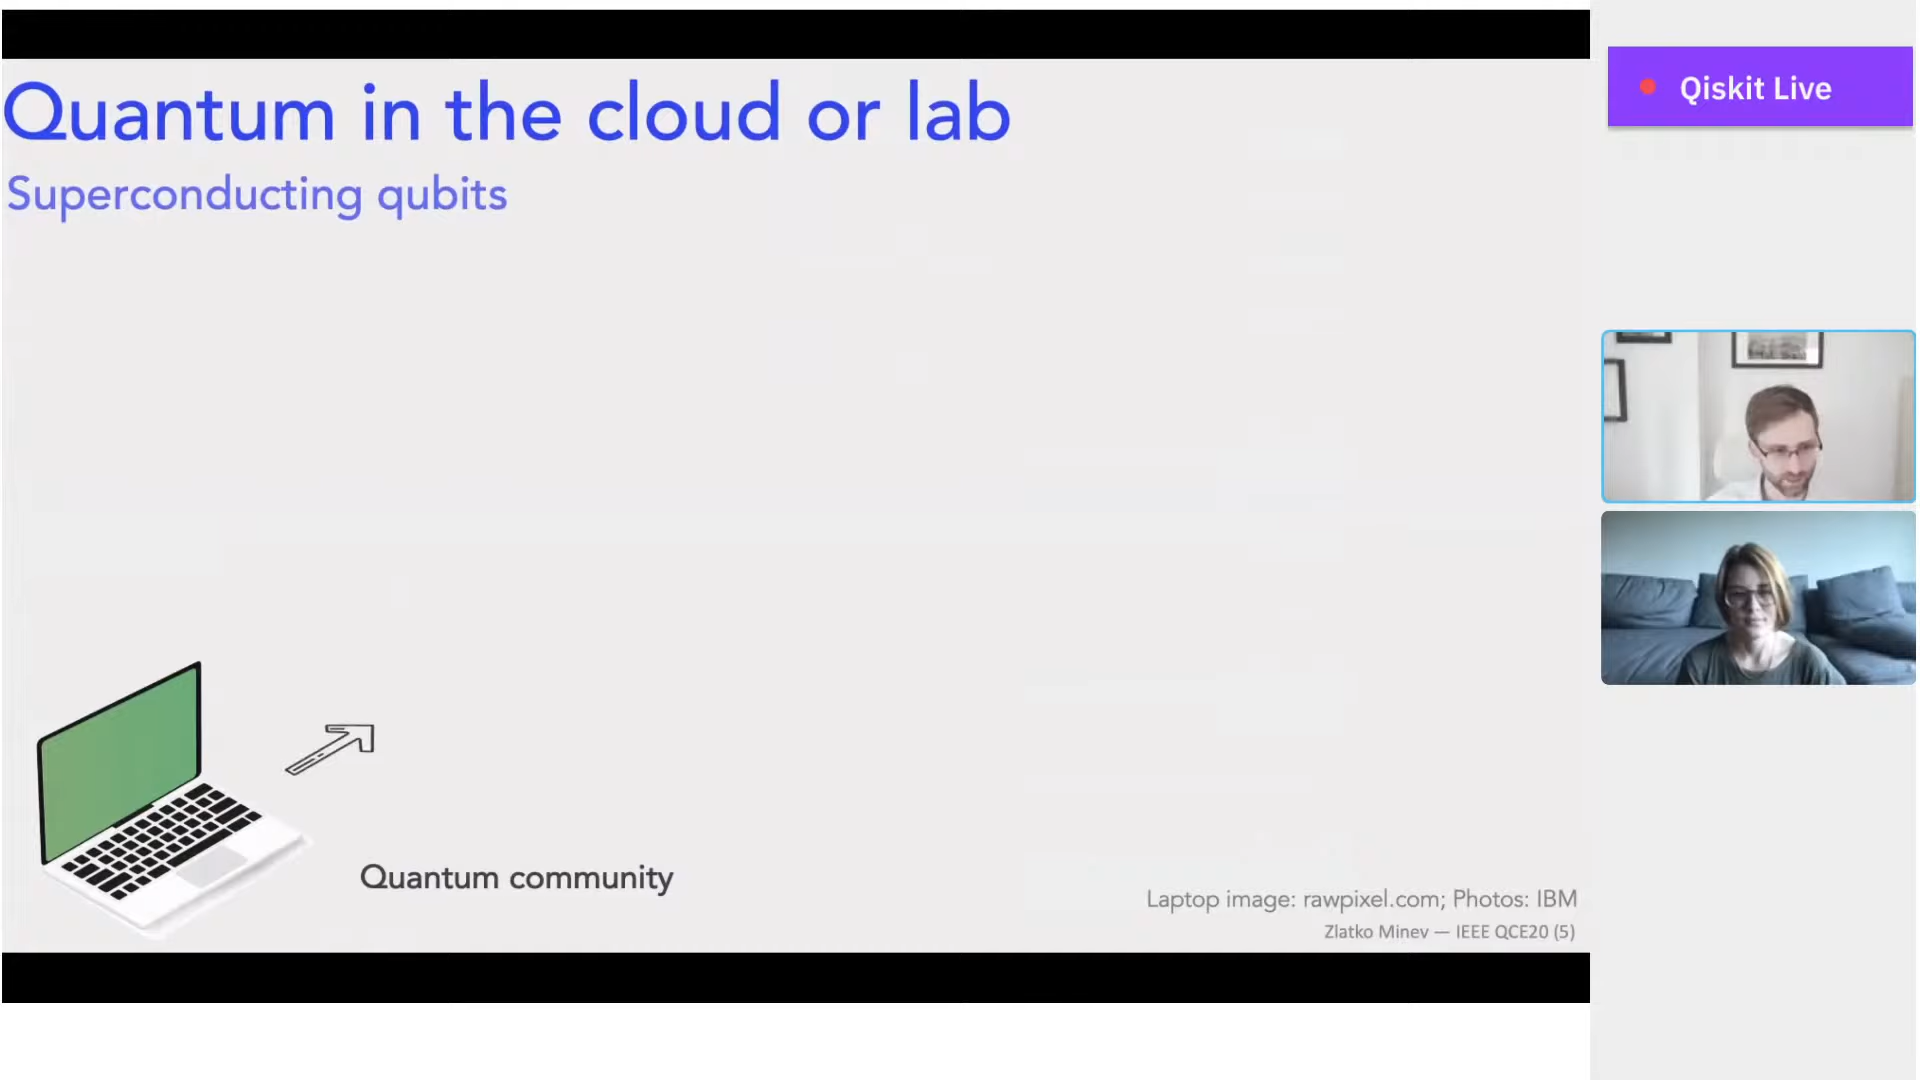 Quantum in the cloud or lab
Superconducting qubits
Quantum community
Laptop image: rawpixel.com; Photos: IBM
Zlatko Minev — IEEE QCE20 (5)
Qiskit Live